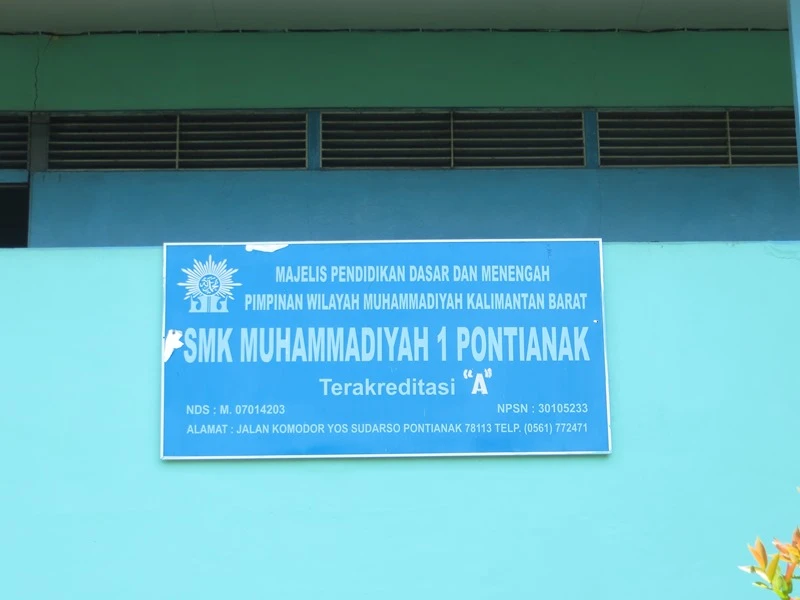 MAJELIS PENDIDIKAN DASAR DAN MENENGAH
PIMPINAN WILAYAH MUHAMMADIYAH KALIMANTAN BARAT
SMK MUHAMMADIYAH 1 PONTIANAK
Terakreditasi "A"
NDS : M. 07014203 NPSN : 30105233
ALAMAT : JALAN KOMODOR YOS SUDARSO PONTIANAK 78113 TELP. (0561) 772471